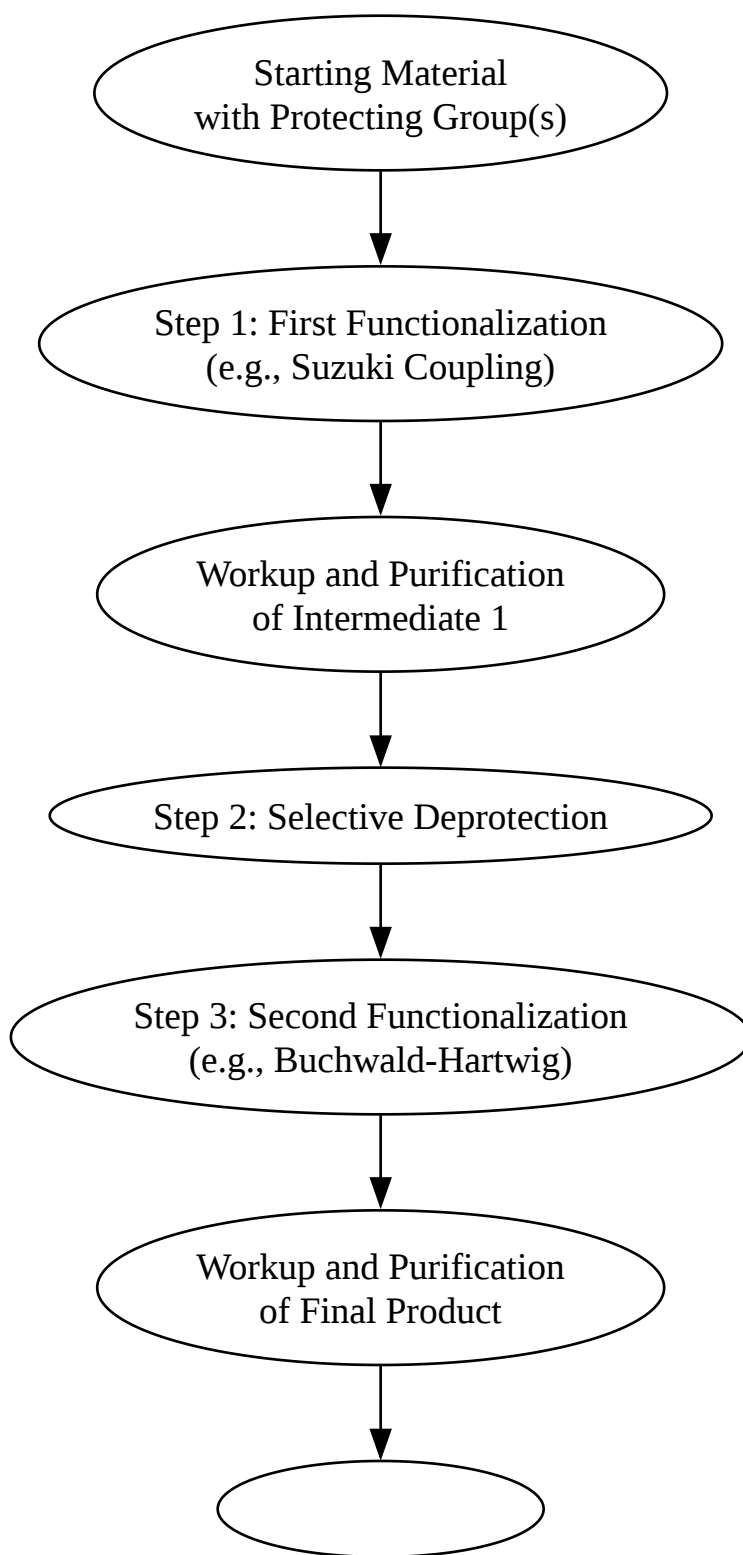 Starting Material
with Protecting Group(s)
Step 1: First Functionalization
(e.g., Suzuki Coupling)
Workup and Purification
of Intermediate 1
Step 2: Selective Deprotection
Step 3: Second Functionalization
(e.g., Buchwald-Hartwig)
Workup and Purification
of Final Product